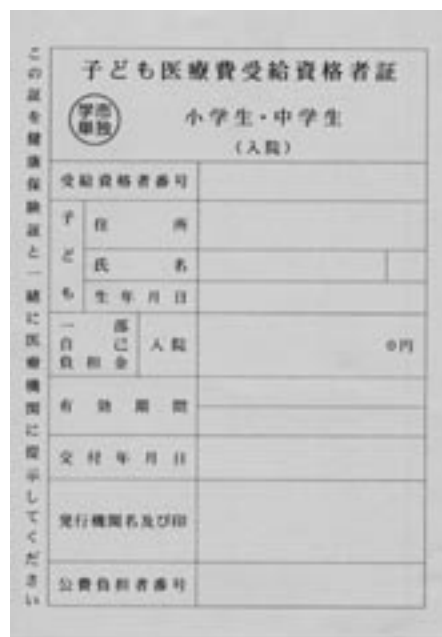 この証を健康保険証と一緒に医療機関に提示してください
子ども医療費受給資格者証
小学生・中学生
(入院)
単独
受給資格者番号
子ども
住所
氏名
生年月日
一部
自己
負担金
入院
0円
有効期間
交付年月日
発行機関名及び印
公費負担者番号